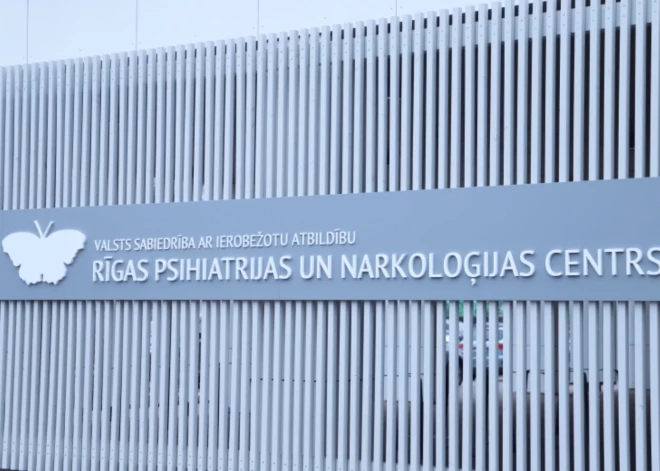 VALSTS SABIEDRĪBA AR IEROBEŽOTU ATBILDĪBU
RĪGAS PSIHIATRIJAS UN NARKOLOĢIJAS CENTRS